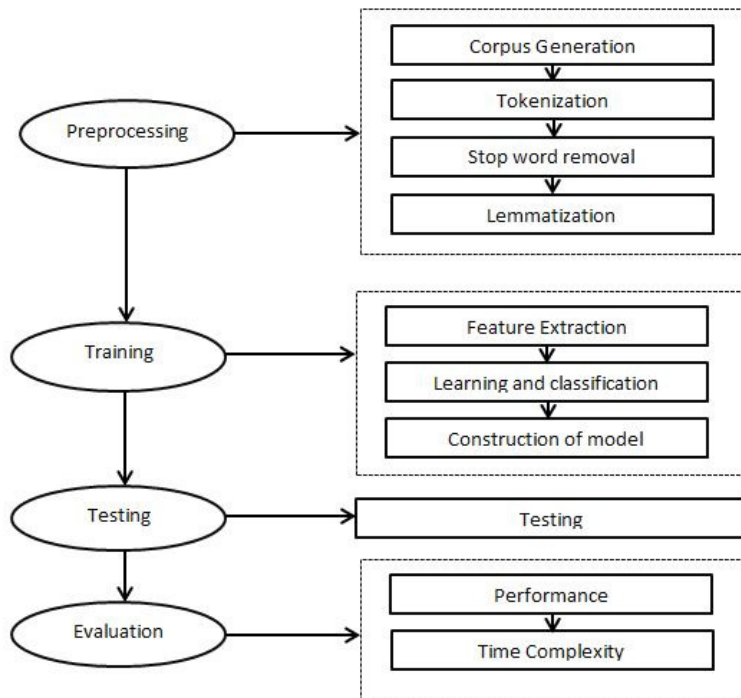 Preprocessing
Corpus Generation
Tokenization
Stop word removal
Lemmatization
Training
Feature Extraction
Learning and classification
Construction of model
Testing
Testing
Evaluation
Performance
Time Complexity